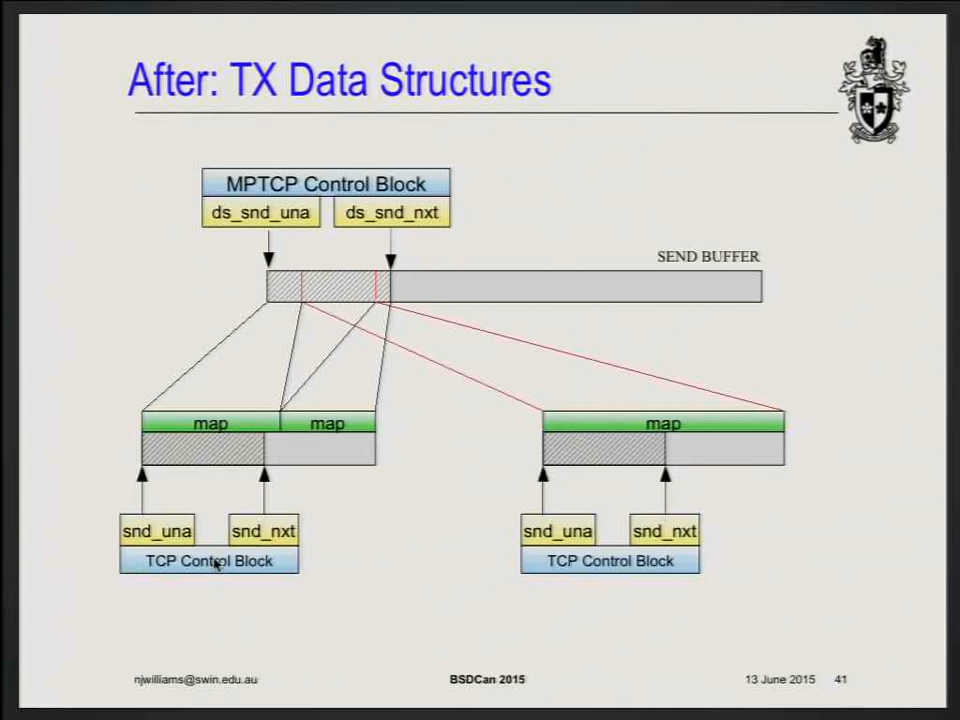 After: TX Data Structures
MPTCP Control Block
ds_snd_una ds_snd_nxt
SEND BUFFER
map map map
snd_una snd_nxt snd_una snd_nxt
TCP Control Block TCP Control Block
njwilliams@swin.edu.au BSDCan 2015 13 June 2015 41